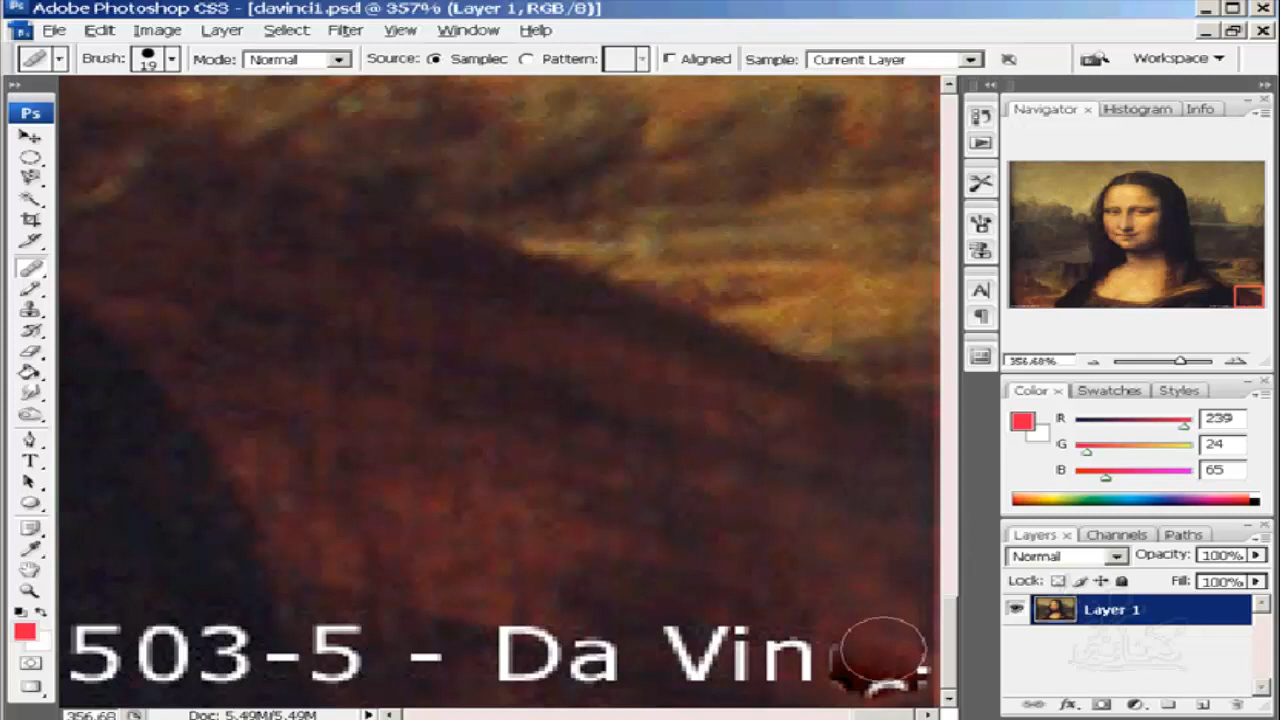 Adobe Photoshop CS3 - [davinci1.psd @ 357% (Layer 1,RGB/8)]
File Edit Image Layer Select Filter View Window Help
Brush: 19 Mode: Normal Source: Sampled Pattern: Aligned Sample: Current Layer Workspace
Ps
Navigator × Histogram Info
356.68%
Color × Swatches Styles
R 239
G 24
B 65
Layers × Channels Paths
Normal Opacity: 100%
Lock: Fill: 100%
Layer 1
503-5 - Da Vin
356.68 Doc: 5.49M/5.49M